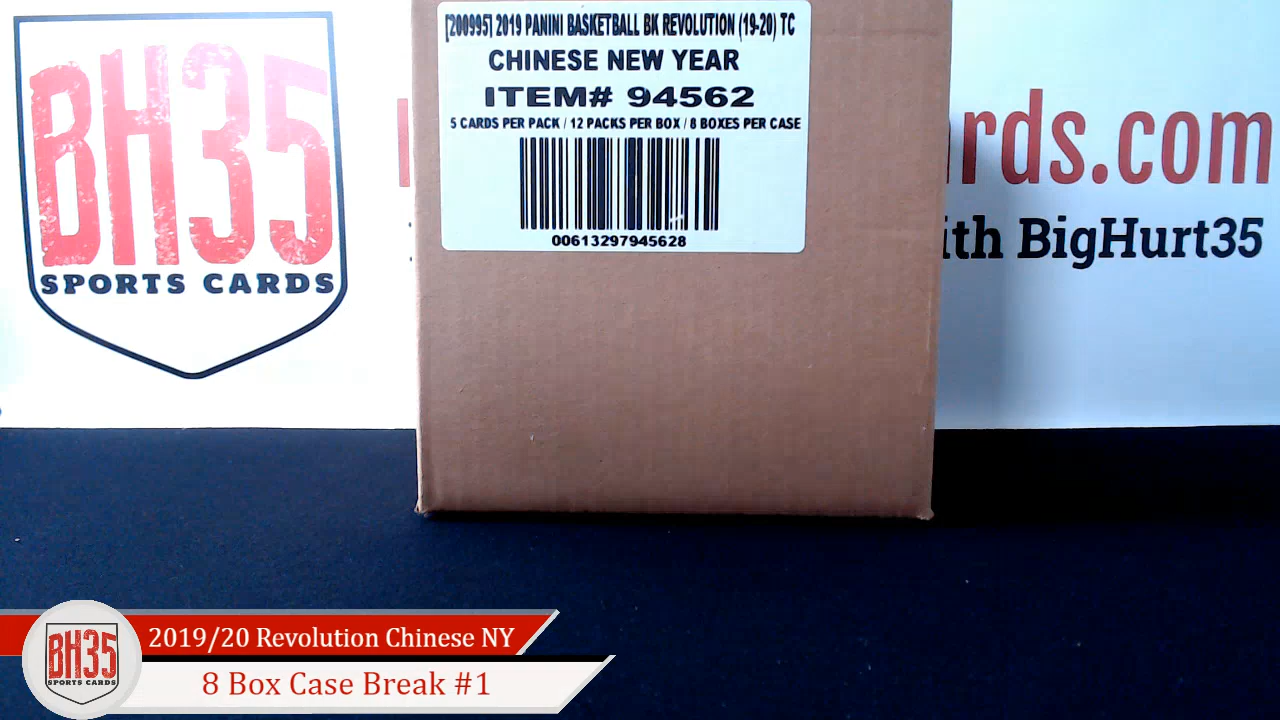 BH35
SPORTS CARDS
[200995] 2019 PANINI BASKETBALL BK REVOLUTION (19-20) TC
CHINESE NEW YEAR
ITEM# 94562
5 CARDS PER PACK / 12 PACKS PER BOX / 8 BOXES PER CASE
00613297945628
rds.com
ith BigHurt35
BH35
SPORTS CARDS
2019/20 Revolution Chinese NY
8 Box Case Break #1